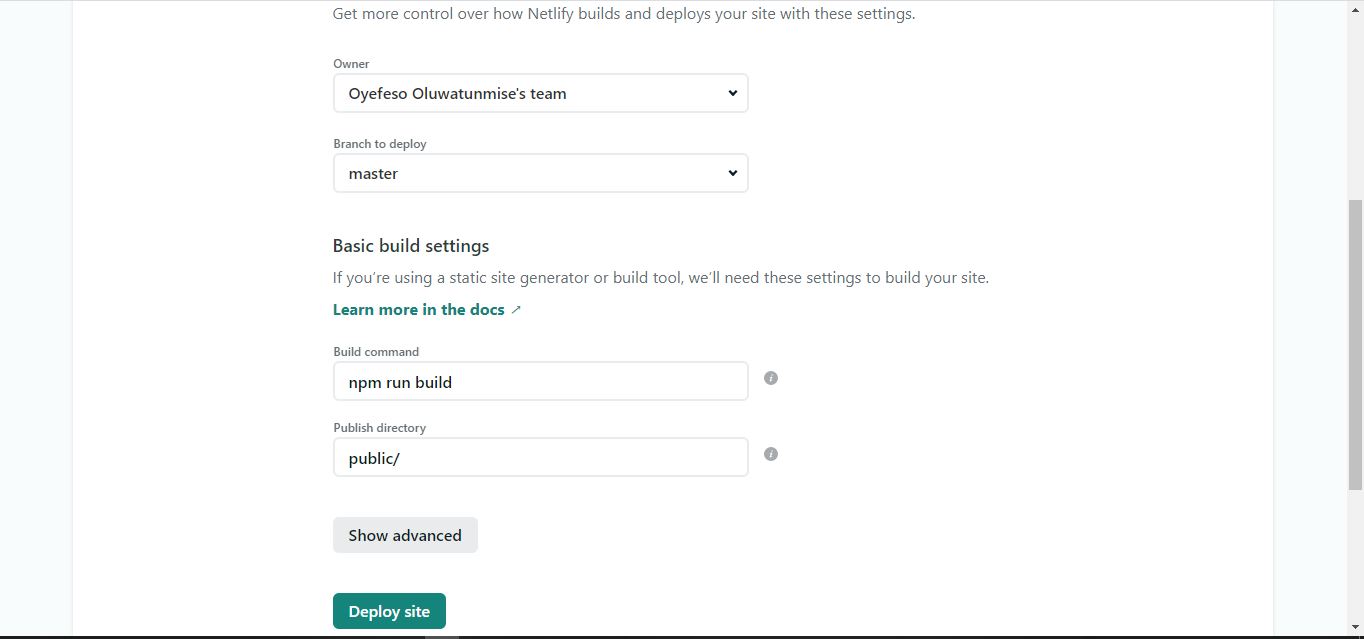 Get more control over how Netlify builds and deploys your site with these settings.
Owner
Oyefeso Oluwatunmise's team
Branch to deploy
master
Basic build settings
If you’re using a static site generator or build tool, we’ll need these settings to build your site.
Learn more in the docs ↗
Build command
npm run build
i
Publish directory
public/
i
Show advanced
Deploy site